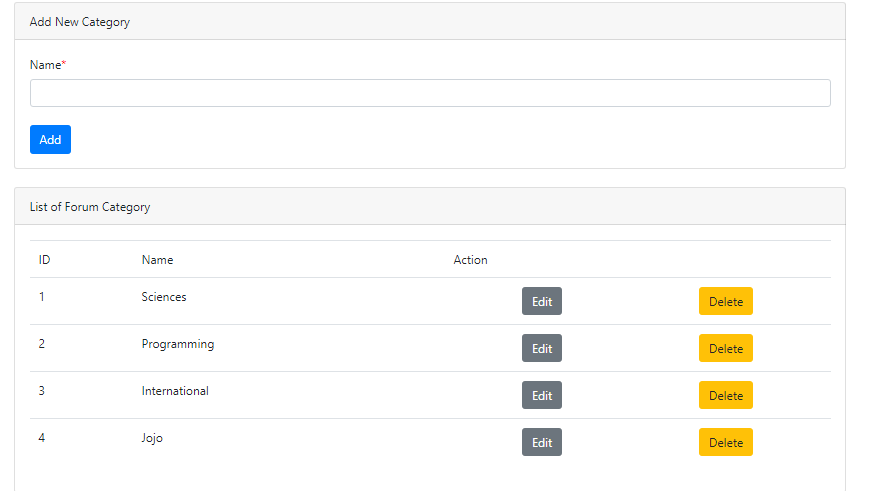 Add New Category
Name*
Add
List of Forum Category
ID Name Action
1 Sciences Edit Delete
2 Programming Edit Delete
3 International Edit Delete
4 Jojo Edit Delete